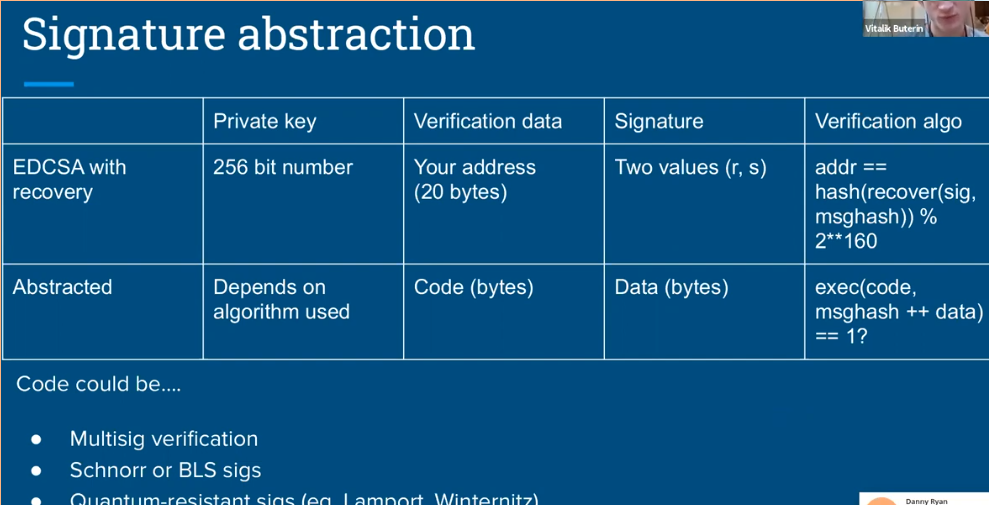 Signature abstraction
Vitalik Buterin
Private key
Verification data
Signature
Verification algo
EDCSA with
recovery
256 bit number
Your address
(20 bytes)
Two values (r, s)
addr ==
hash(recover(sig,
msghash)) %
2**160
Abstracted
Depends on
algorithm used
Code (bytes)
Data (bytes)
exec(code,
msghash ++ data)
== 1?
Code could be....
● Multisig verification
● Schnorr or BLS sigs
● Quantum-resistant sigs (eg. Lamport, Winternitz)
Danny Ryan